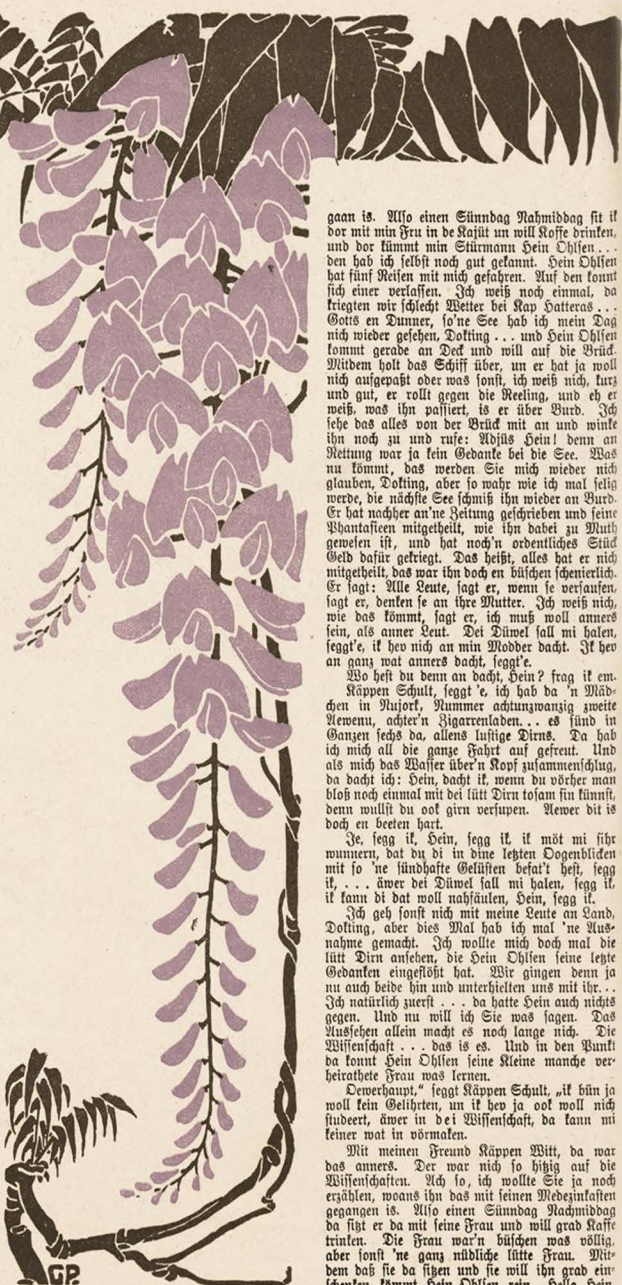 gaan is. Also einen Sünndag Nahmiddag sit ik
dor mit min Fru in de Kajüt un will Koffe drinken,
und dor kümmt min Stürmann Hein Ohlsen...
den hab ich selbst noch gut gekannt. Hein Ohlsen
hat fünf Reisen mit mich gefahren. Auf den konnt
sich einer verlassen. Ich weiß noch einmal, da
kriegten wir schlecht Wetter bei Kap Hatteras...
Gotts en Dunner, so'ne See hab ich mein Dag
nich wieder gesehen, Dokting... und Hein Ohlsen
kommt gerade an Deck und will auf die Brück.
Mitdem holt das Schiff über, un er hat ja woll
nich aufgepaßt oder was sonst, ich weiß nich, kurz
und gut, er rollt gegen die Reeling, und eh er
weiß, was ihn passiert, is er über Burd. Ich
sehe das alles von der Brück mit an und winke
ihn noch zu und rufe: Adjüs Hein! denn an
Rettung war ja kein Gedanke bei die See. Was
nu kömmt, das werden Sie mich wieder nich
glauben, Dokting, aber so wahr wie ich mal selig
werde, die nächste See schmiß ihn wieder an Burd.
Er hat nachher an'ne Zeitung geschrieben und seine
Phantasieen mitgetheilt, wie ihn dabei zu Muth
gewesen ist, und hat noch'n ordentliches Stück
Geld dafür gekriegt. Das heißt, alles hat er nich
mitgetheilt, das war ihn doch en büschen schenierlich.
Er sagt: Alle Leute, sagt er, wenn se versaufen,
sagt er, denken se an ihre Mutter. Ich weiß nich,
wie das kömmt, sagt er, ich muß woll anners
sein, als anner Leut. Dei Düwel sall mi halen,
seggt'e, ik hev nich an min Modder dacht. Ik hev
an ganz wat anners dacht, seggt'e.
Wo hest du denn an dacht, Hein? frag ik em.
Käppen Schult, seggt 'e, ich hab da 'n Mäd-
chen in Nujork, Nummer achtunzwanzig zweite
Aewenu, achter'n Zigarrenladen... es sünd in
Ganzen sechs da, allens lustige Dirns. Da hab
ich mich all die ganze Fahrt auf gefreut. Und
als mich das Wasser über'n Kopf zusammenschlug,
da dacht ich: Hein, dacht ik, wenn du vörher man
bloß noch einmal mit dei lütt Dirn tosam sin künnst,
denn wullst du ook girn versupen. Aewer dit is
doch en beeten hart.
Je, segg ik, Hein, segg ik, ik möt mi sihr
wunnern, dat du di in dine letzten Oogenblicken
mit so 'ne sündhafte Gelüsten befat't hest, segg
ik,... äwer dei Düwel sall mi halen, segg ik,
ik kann di dat woll nahfäulen, Hein, segg ik.
Ich geh sonst nich mit meine Leute an Land,
Dokting, aber dies Mal hab ich mal 'ne Aus-
nahme gemacht. Ich wollte mich doch mal die
lütt Dirn ansehen, die Hein Ohlsen seine letzte
Gedanken eingeflößt hat. Wir gingen denn ja
nu auch beide hin und unterhielten uns mit ihr...
Ich natürlich zuerst... da hatte Hein auch nichts
gegen. Und nu will ich Sie was sagen. Das
Aussehen allein macht es noch lange nich. Die
Wissenschaft... das is es. Und in den Punkt
da konnt Hein Ohlsen seine Kleine manche ver-
heirathete Frau was lernen.
Oewerhaupt," seggt Käppen Schult, „ik bün ja
woll kein Gelihrten, un ik hev ja ook woll nich
studeert, äwer in dei Wissenschaft, da kann mi
keiner wat in vörmaken.
Mit meinen Freund Käppen Witt, da war
das anners. Der war nich so hitzig auf die
Wissenschaften. Ach so, ich wollte Sie ja noch
erzählen, woans ihn das mit seinen Medezinkasten
gegangen is. Also einen Sünndag Nachmiddag
da sitzt er da mit seine Frau und will grad Kaffe
trinken. Die Frau war'n büschen was völlig,
aber sonst 'ne ganz nüdliche lütte Frau. Mit-
dem daß sie da sitzen und sie will ihn grad ein-
schenken, kömmt Hein Ohlsen rein. Hein
GP.